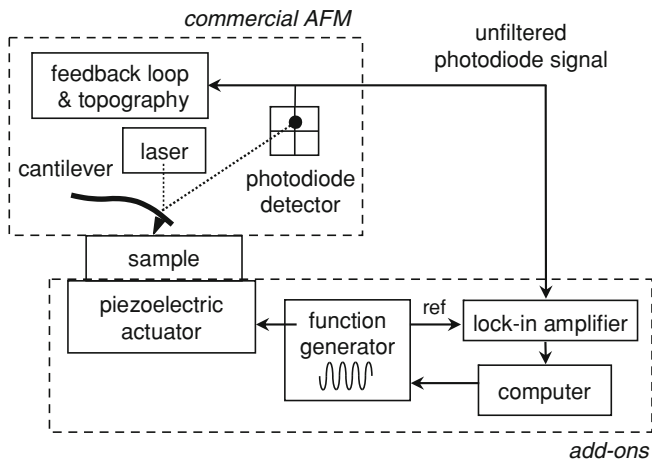 commercial AFM
unfiltered
photodiode signal
feedback loop
& topography
laser
cantilever
photodiode
detector
sample
piezoelectric
actuator
function
generator
ref
lock-in amplifier
computer
add-ons